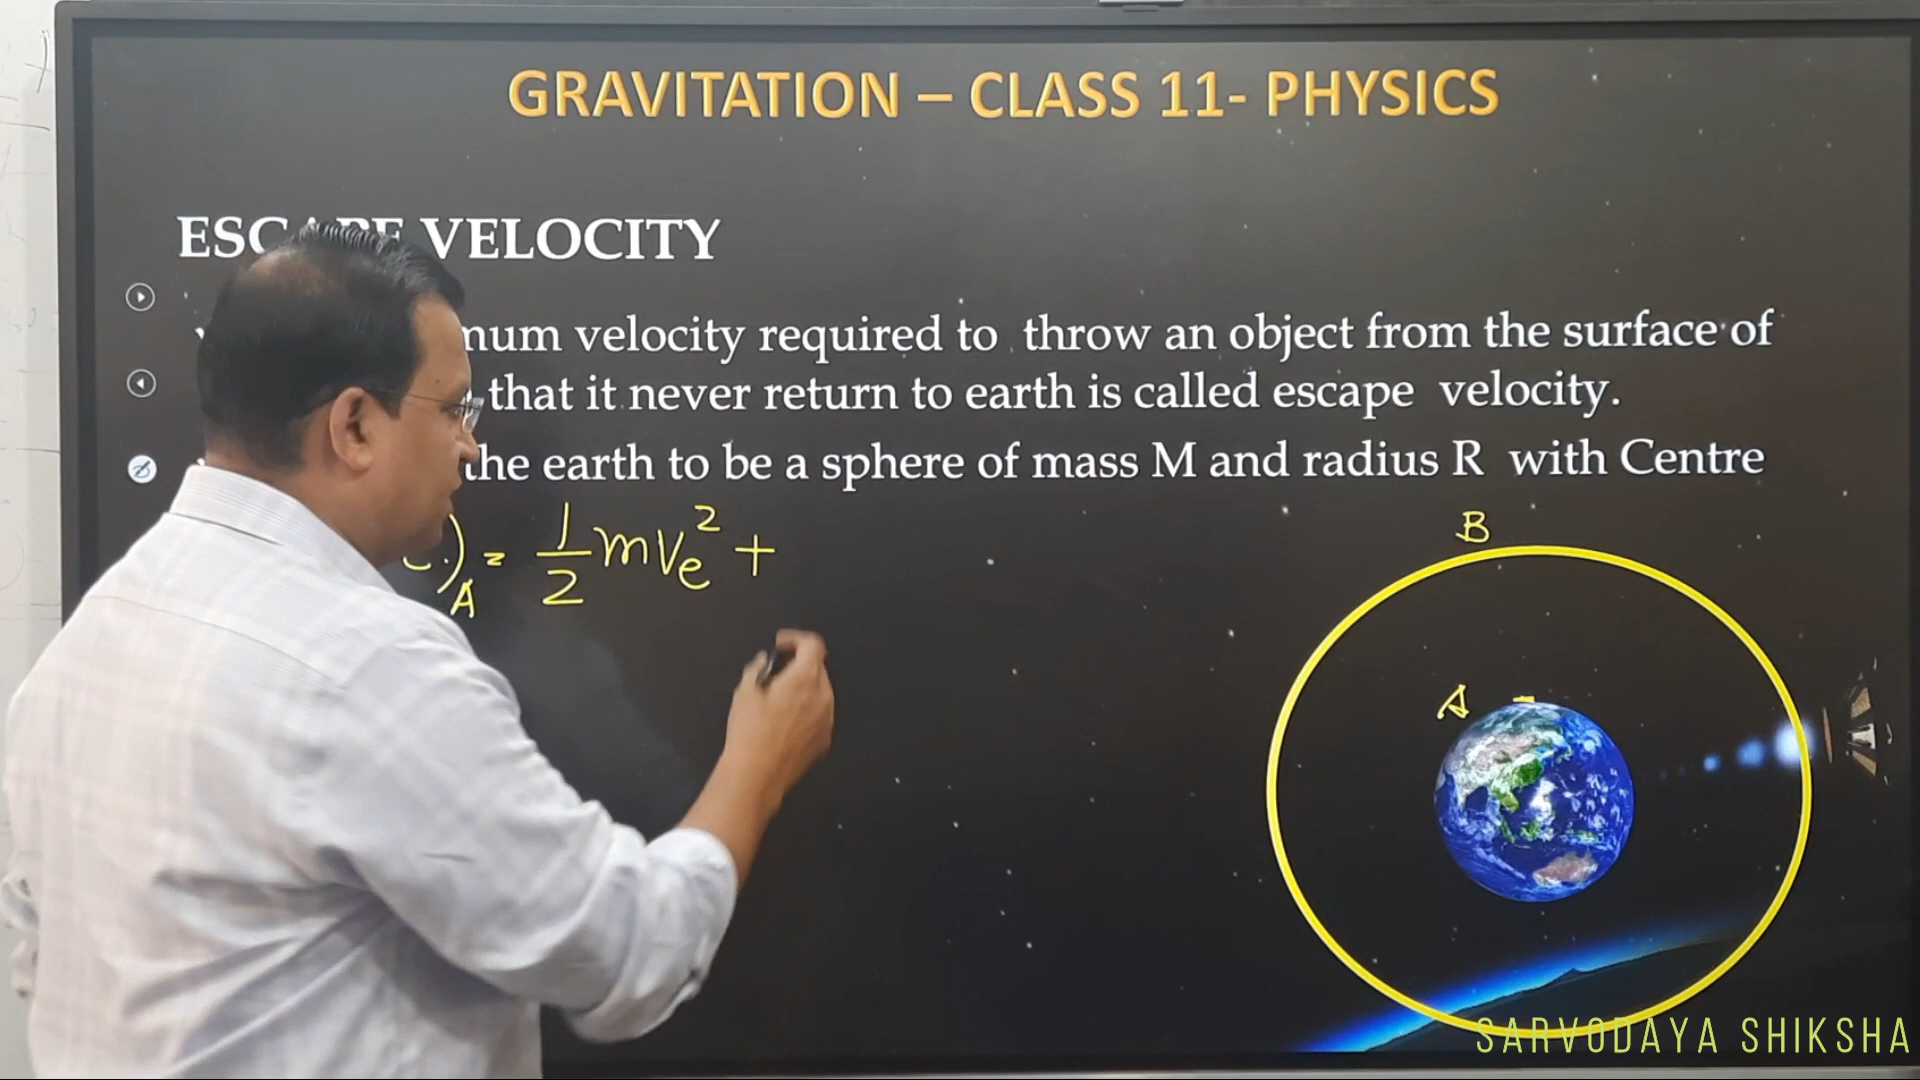 GRAVITATION – CLASS 11- PHYSICS
ESCAPE VELOCITY
velocity required to throw an object from the surface of
that it never return to earth is called escape velocity.
the earth to be a sphere of mass M and radius R with Centre
)A = 1/2 mve² +
B
A
SARVODAYA SHIKSHA